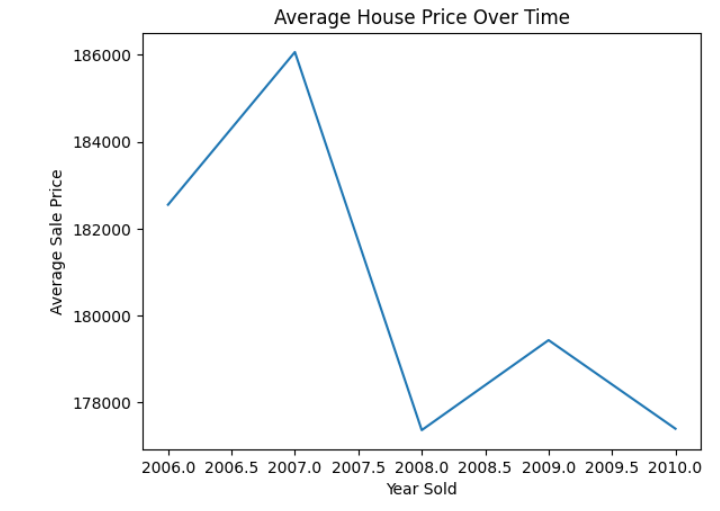 Average House Price Over Time
186000
184000
182000
180000
178000
Average Sale Price
2006.0 2006.5 2007.0 2007.5 2008.0 2008.5 2009.0 2009.5 2010.0
Year Sold